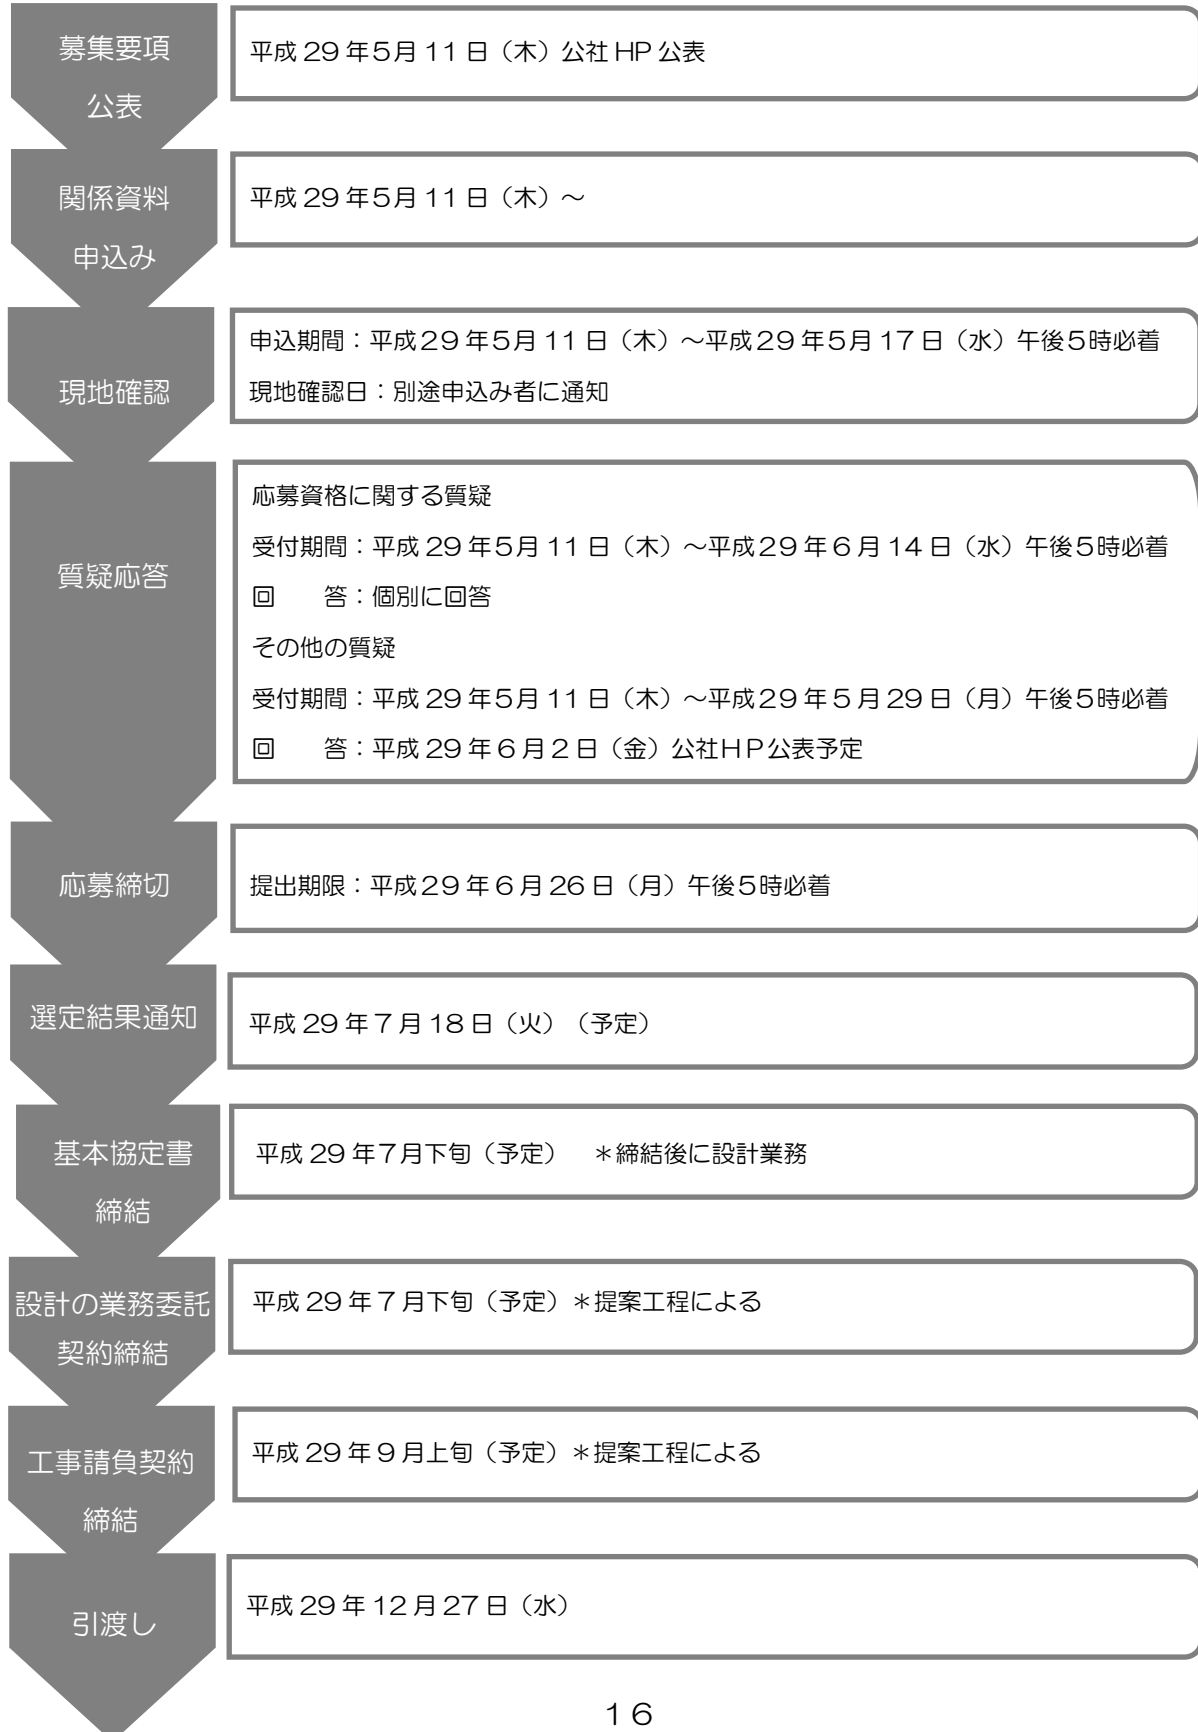 募集要項
公表
平成 29 年5月 11 日（木）公社 HP 公表
関係資料
申込み
平成 29 年5月 11 日（木）～
現地確認
申込期間：平成29 年5月 11 日（木）～平成29 年5月 17 日（水）午後5時必着
現地確認日：別途申込み者に通知
質疑応答
応募資格に関する質疑
受付期間：平成 29 年5月 11 日（木）～平成29 年６月 14 日（水）午後5時必着
回　　答：個別に回答
その他の質疑
受付期間：平成 29 年5月 11 日（木）～平成29 年５月 29 日（月）午後5時必着
回　　答：平成 29 年６月２日（金）公社ＨＰ公表予定
応募締切
提出期限：平成29 年６月 26 日（月）午後5時必着
選定結果通知
平成 29 年７月 18 日（火）（予定）
基本協定書
締結
平成 29 年7月下旬（予定）　＊締結後に設計業務
設計の業務委託
契約締結
平成 29 年７月下旬（予定）＊提案工程による
工事請負契約
締結
平成 29 年９月上旬（予定）＊提案工程による
引渡し
平成 29 年 12 月 27 日（水）
１６